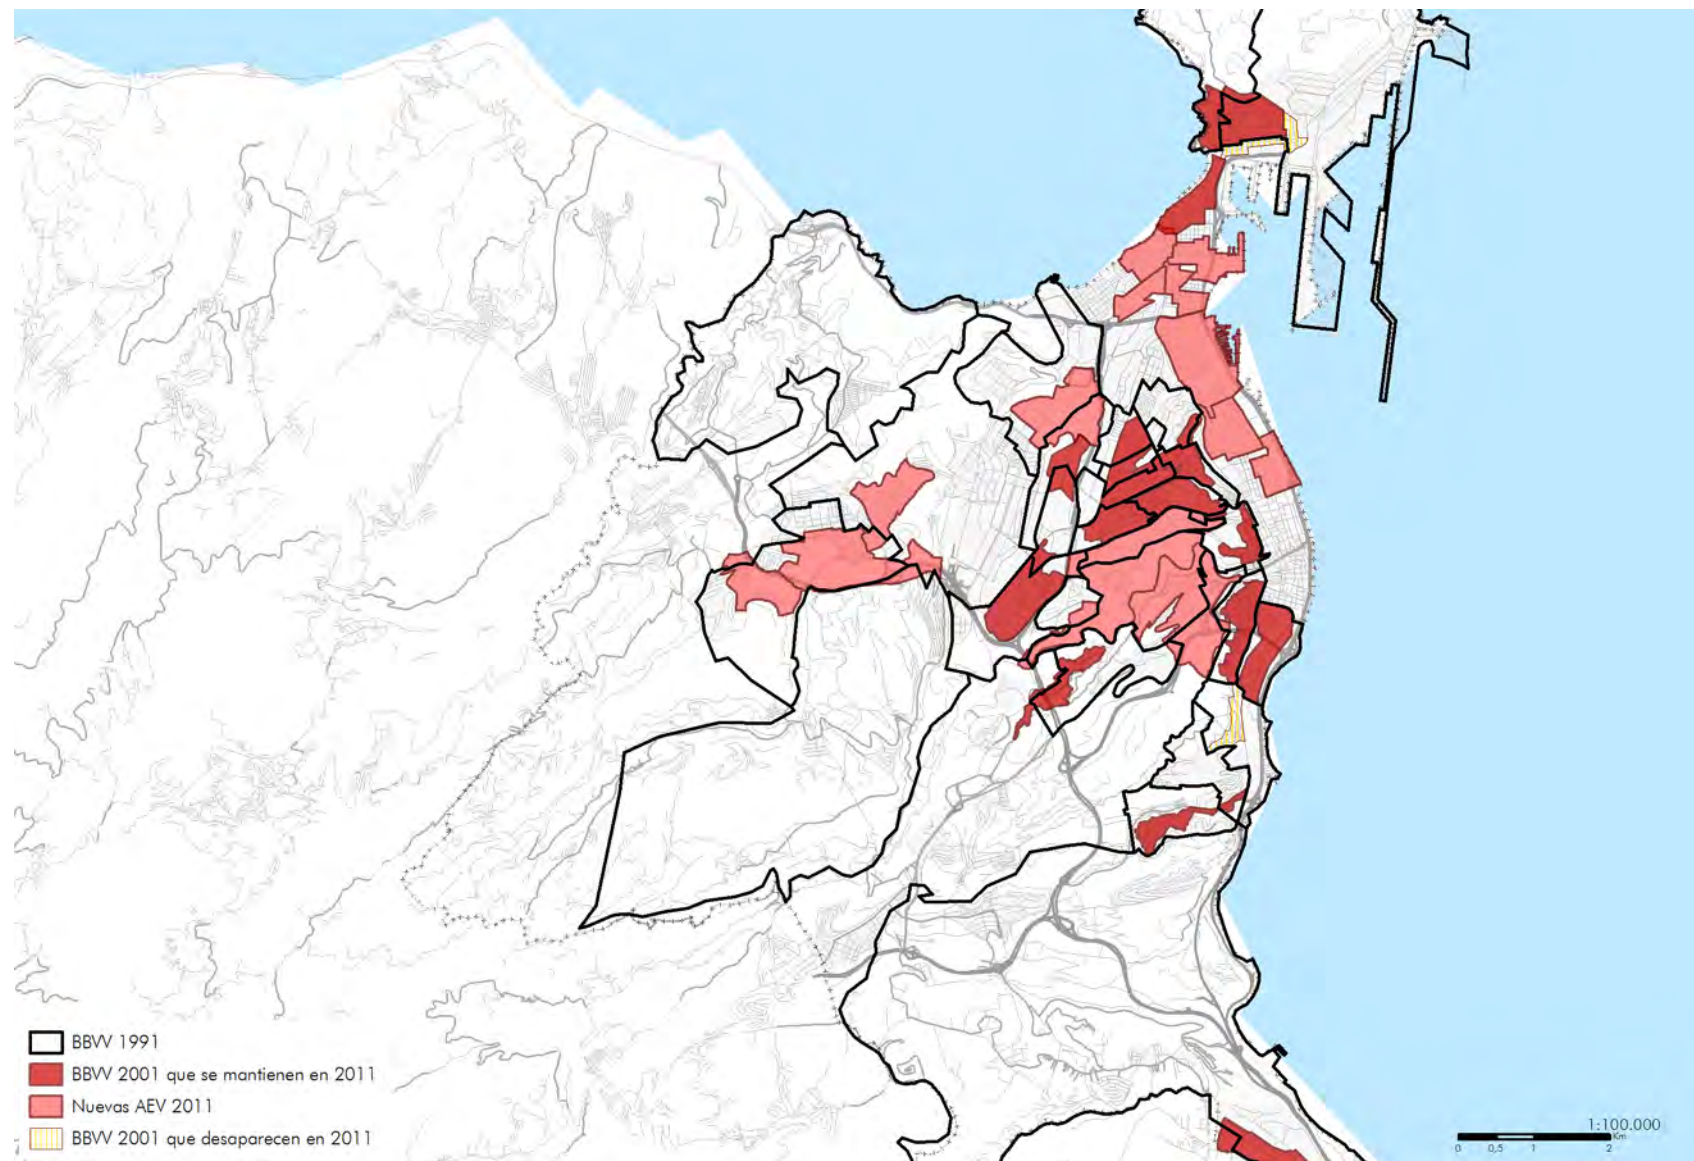 BBVV 1991
BBVV 2001 que se mantienen en 2011
Nuevas AEV 2011
BBVV 2001 que desaparecen en 2011
1:100.000
Km
0 0,5 1 2